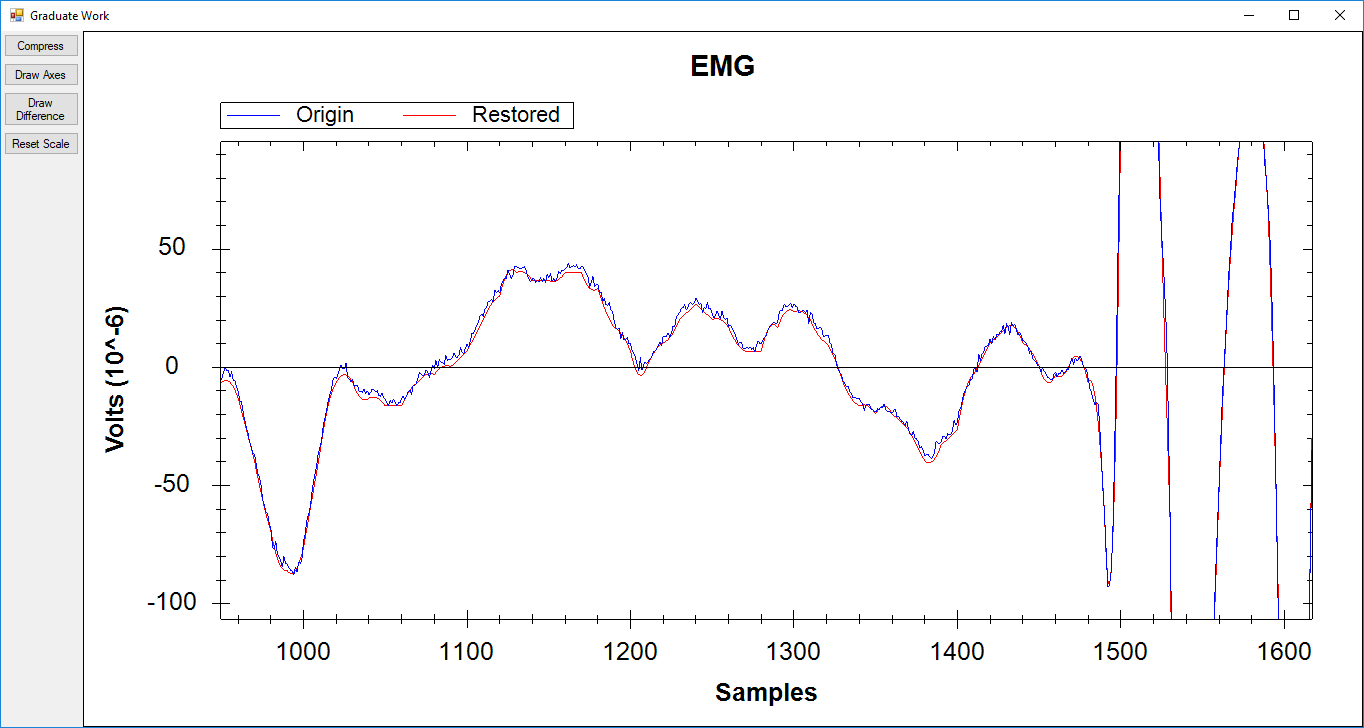 Graduate Work
Compress
Draw Axes
Draw
Difference
Reset Scale
EMG
Origin Restored
50
0
-50
-100
Volts (10^-6)
1000 1100 1200 1300 1400 1500 1600
Samples